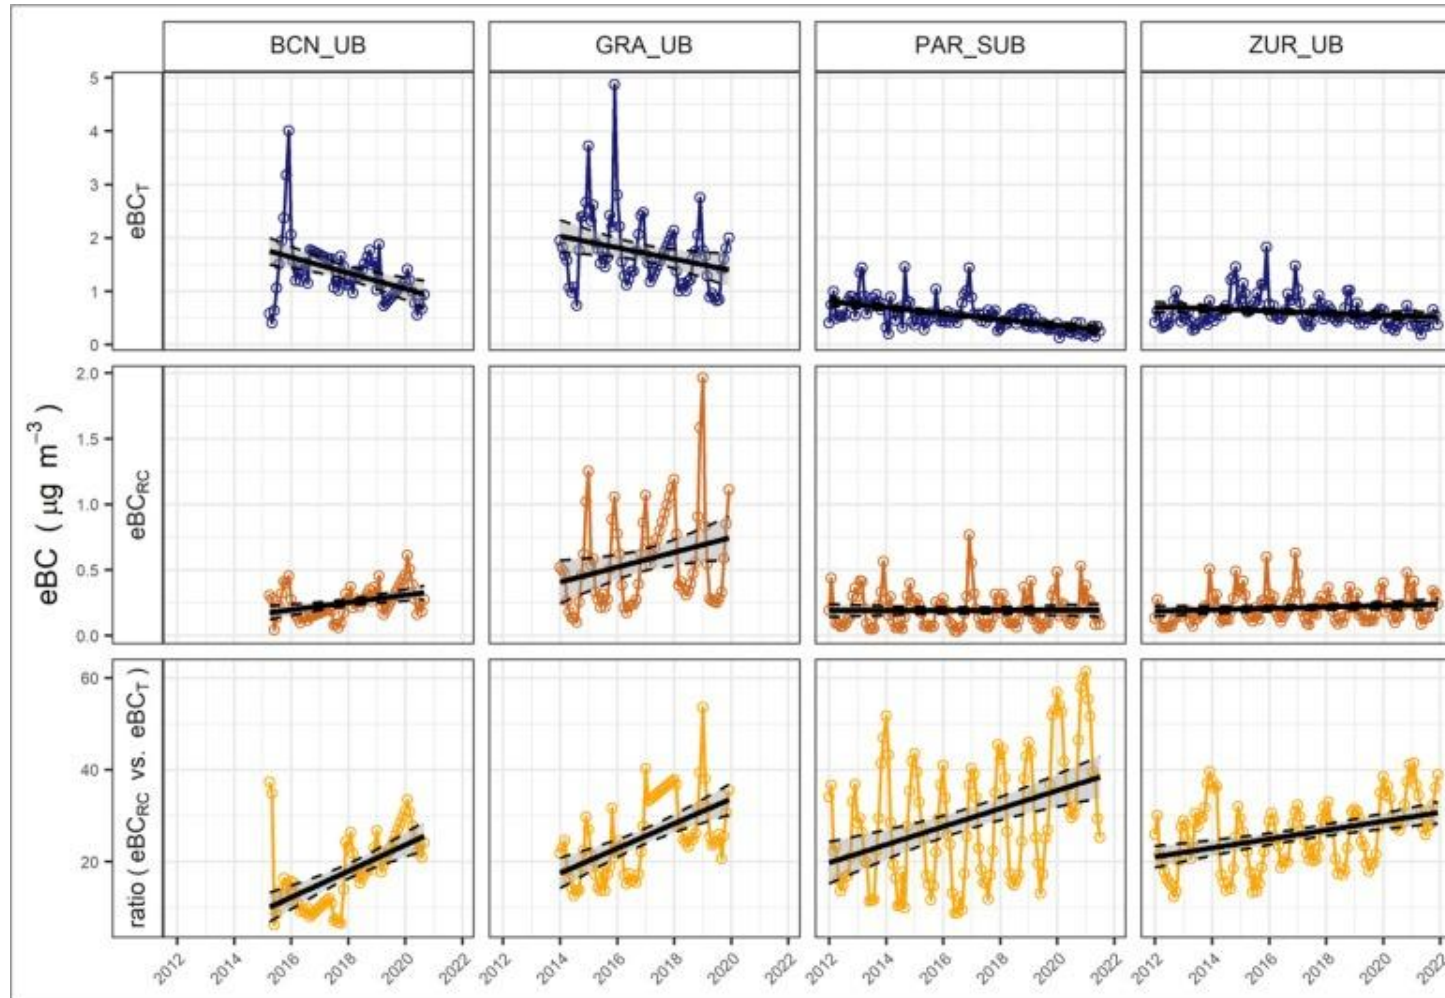 BCN_UB GRA_UB PAR_SUB ZUR_UB
eBC ( μg m⁻³ )
eBC_T
5
4
3
2
1
0
eBC_RC
2.0
1.5
1.0
0.5
0.0
ratio ( eBC_RC vs. eBC_T )
60
40
20
2012 2014 2016 2018 2020 2022 2012 2014 2016 2018 2020 2022 2012 2014 2016 2018 2020 2022 2012 2014 2016 2018 2020 2022